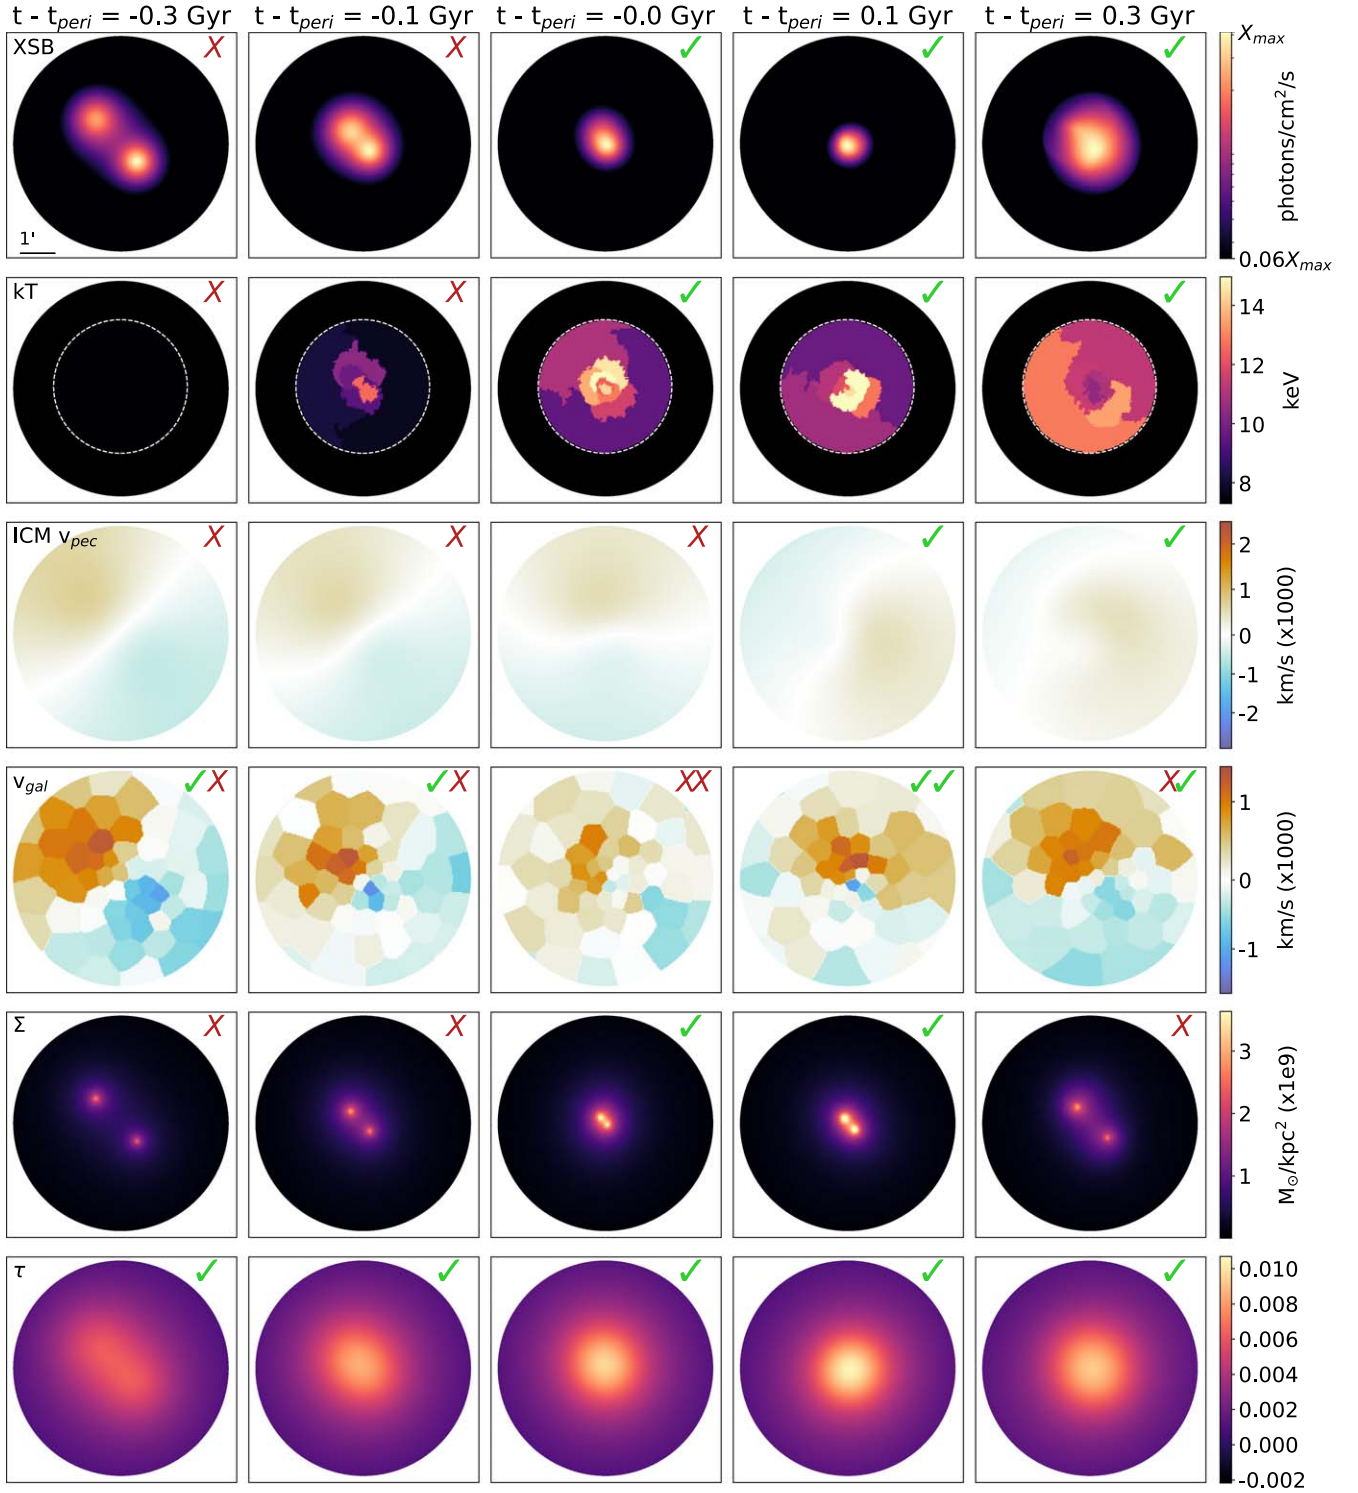 t - t_peri = -0.3 Gyr t - t_peri = -0.1 Gyr t - t_peri = -0.0 Gyr t - t_peri = 0.1 Gyr t - t_peri = 0.3 Gyr
XSB X X ✓ ✓ ✓
1'
X_max
photons/cm²/s
0.06X_max
kT X X ✓ ✓ ✓
14
12
10
8
keV
ICM v_pec X X X ✓ ✓
2
1
0
-1
-2
km/s (x1000)
v_gal ✓X ✓X XX ✓✓ X✓
1
0
-1
km/s (x1000)
Σ X X ✓ ✓ X
3
2
1
M_⊙/kpc² (x1e9)
τ ✓ ✓ ✓ ✓ ✓
0.010
0.008
0.006
0.004
0.002
0.000
-0.002